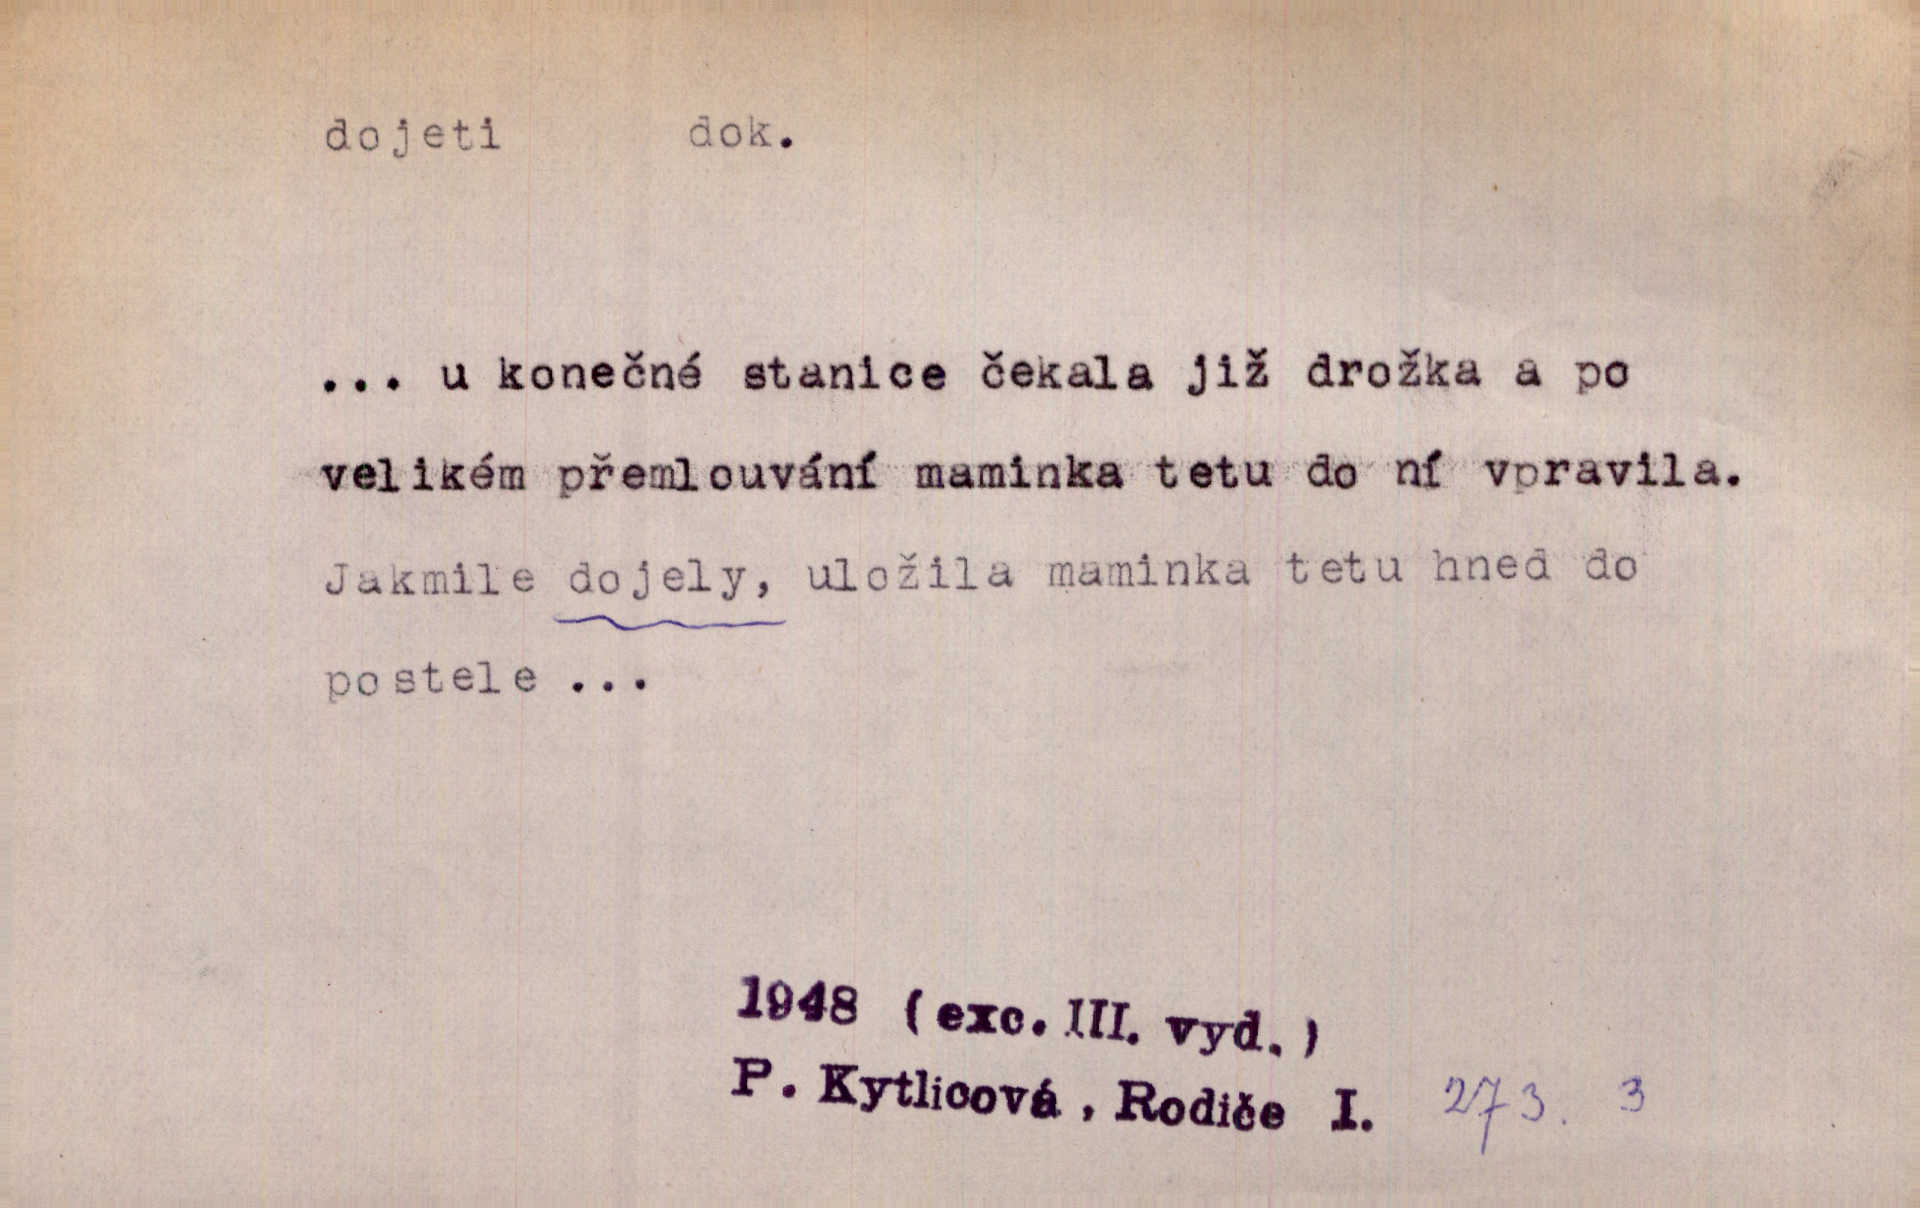 dojeti dok.
... u konečné stanice čekala již drožka a po
velikém přemlouvání maminka tetu do ní vpravila.
Jakmile dojely, uložila maminka tetu hned do
postele ...
1948 (exc. III. vyd.)
P. Kytlicová, Rodiče I. 273. 3